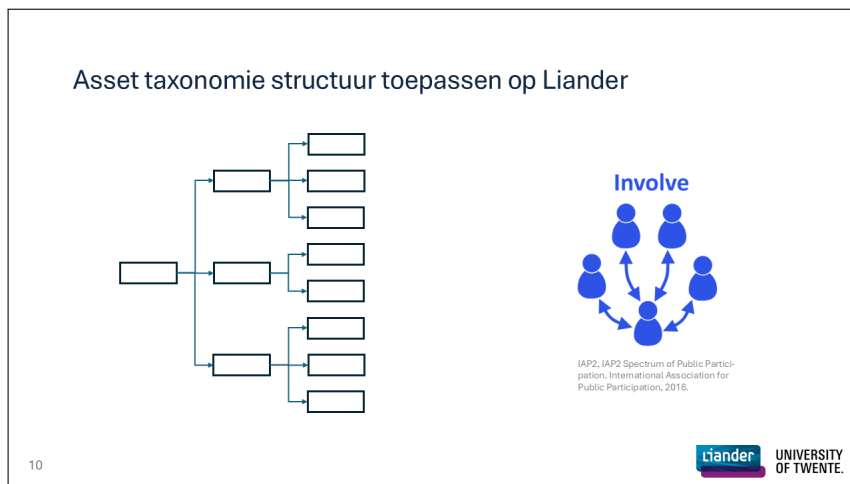 Asset taxonomie structuur toepassen op Liander
Involve
IAP2, IAP2 Spectrum of Public Partici-
pation. International Association for
Public Participation, 2018.
10
Liander
UNIVERSITY
OF TWENTE.